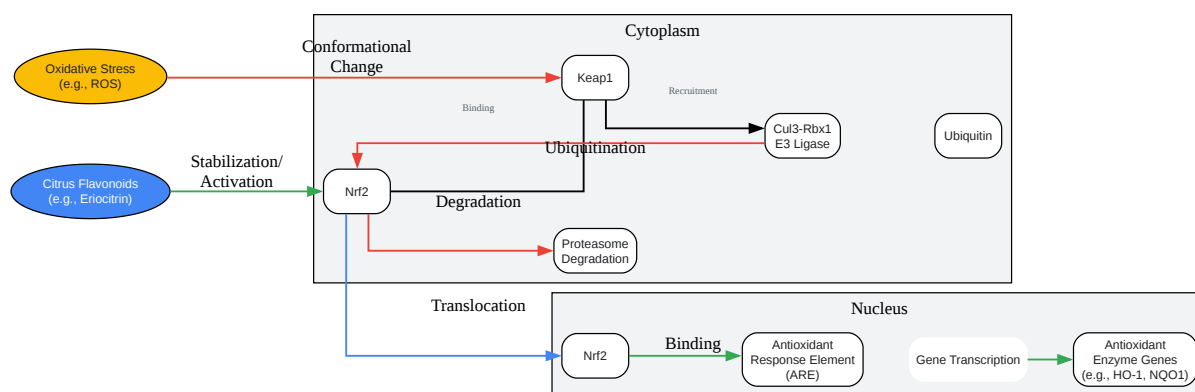 Cytoplasm
Conformational
Change
Oxidative Stress
(e.g., ROS)
Keap1
Binding
Recruitment
Cul3-Rbx1
E3 Ligase
Ubiquitin
Ubiquitination
Stabilization/
Activation
Citrus Flavonoids
(e.g., Eriocitrin)
Nrf2
Degradation
Proteasome
Degradation
Translocation
Nucleus
Nrf2
Binding
Antioxidant
Response Element
(ARE)
Gene Transcription
Antioxidant
Enzyme Genes
(e.g., HO-1, NQO1)